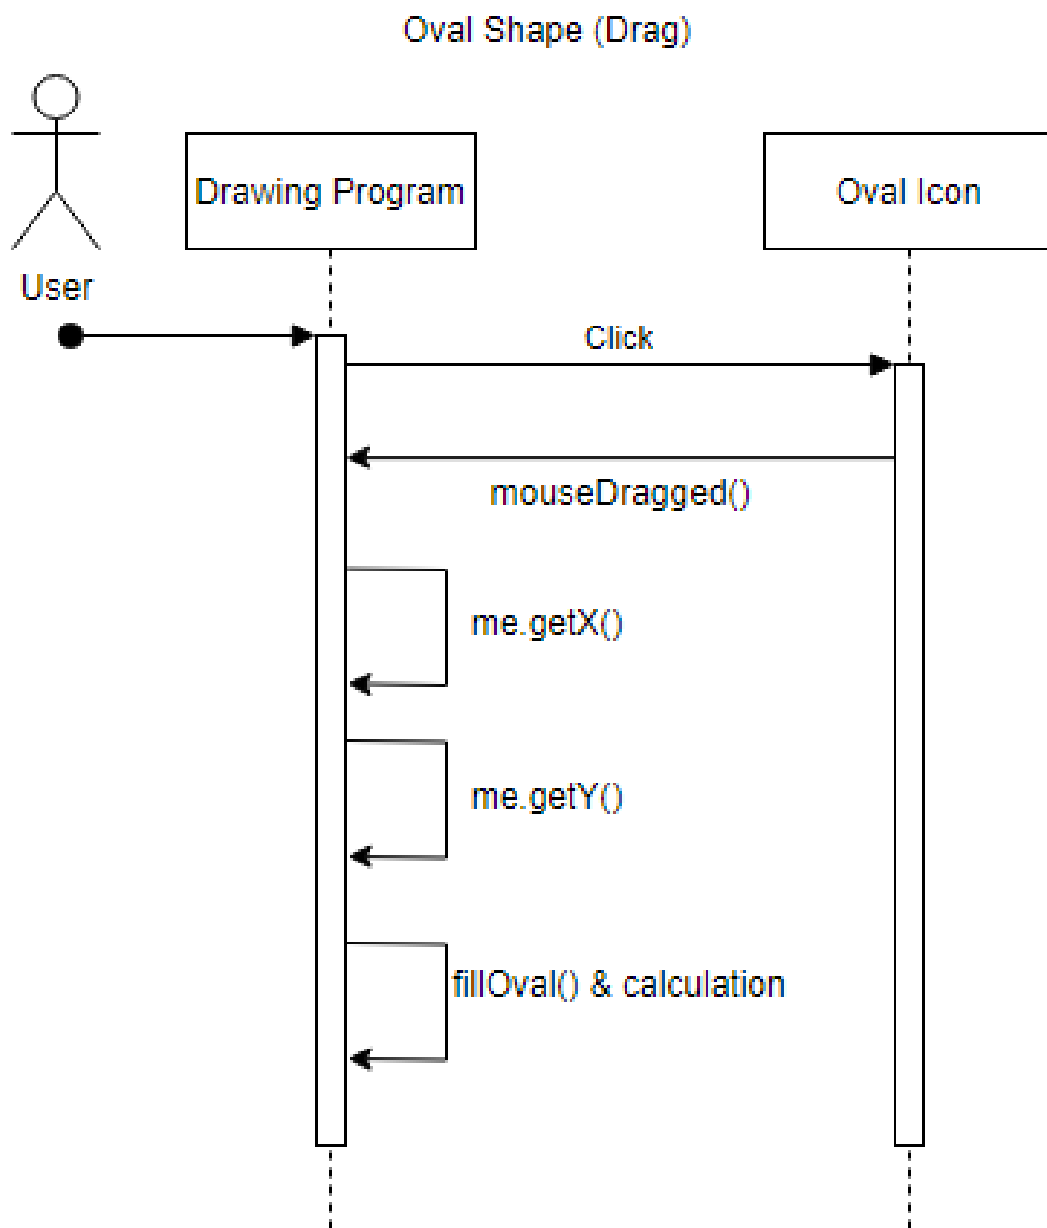 Oval Shape (Drag)
Drawing Program
Oval Icon
User
Click
mouseDragged()
me.getX()
me.getY()
fillOval() & calculation